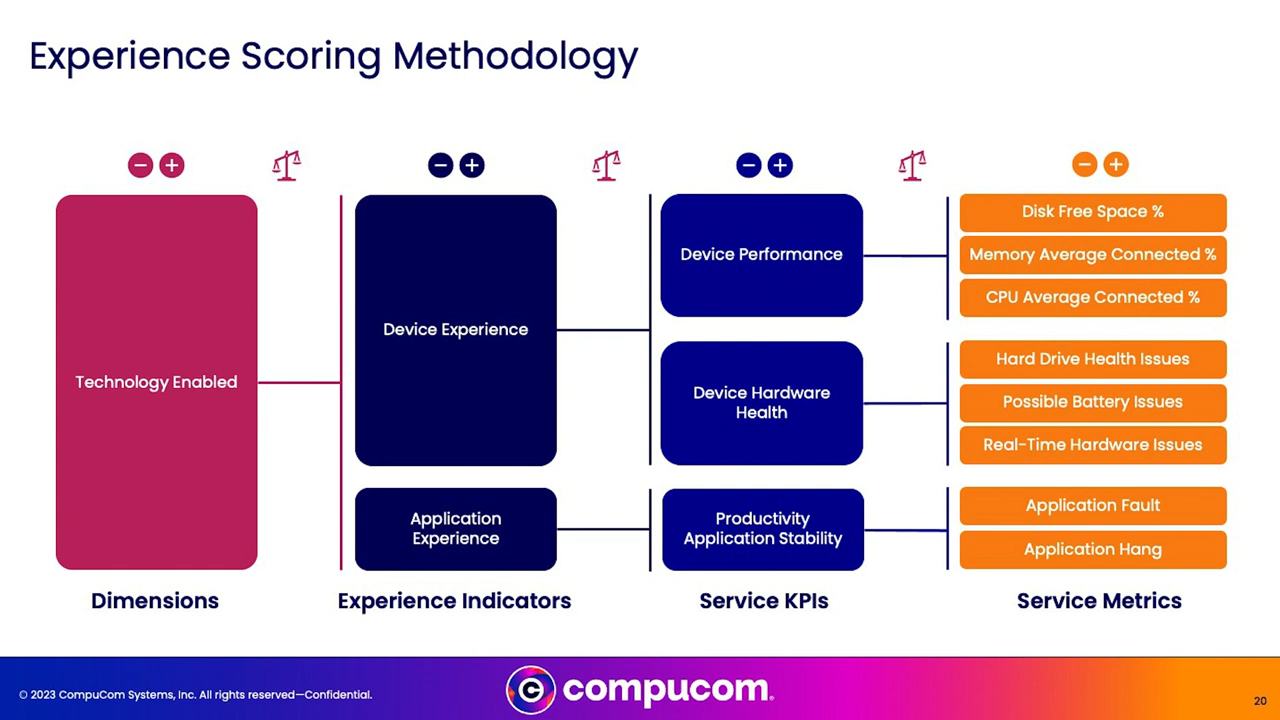 Experience Scoring Methodology
Technology Enabled
Device Experience
Application
Experience
Device Performance
Device Hardware
Health
Productivity
Application Stability
Disk Free Space %
Memory Average Connected %
CPU Average Connected %
Hard Drive Health Issues
Possible Battery Issues
Real-Time Hardware Issues
Application Fault
Application Hang
Dimensions
Experience Indicators
Service KPIs
Service Metrics
© 2023 CompuCom Systems, Inc. All rights reserved—Confidential.
compucom.
20